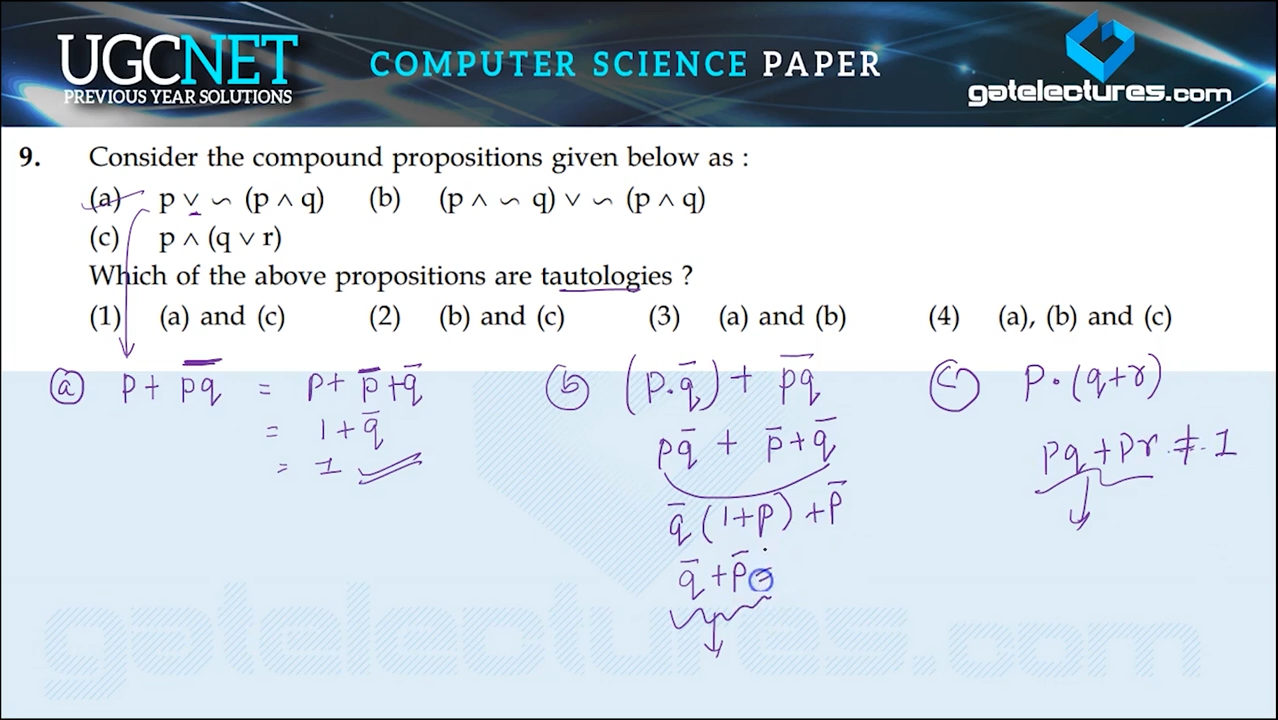 UGCNET
PREVIOUS YEAR SOLUTIONS
COMPUTER SCIENCE PAPER
gatelectures.com
9. Consider the compound propositions given below as :
(a) p ∨ ∽ (p ∧ q) (b) (p ∧ ∽ q) ∨ ∽ (p ∧ q)
(c) p ∧ (q ∨ r)
Which of the above propositions are tautologies ?
(1) (a) and (c) (2) (b) and (c) (3) (a) and (b) (4) (a), (b) and (c)
ⓐ p + p̅q̅ = p + p̅ + q̅
= 1 + q̅
= 1
ⓑ (p·q̅) + p̅q̅
pq̅ + p̅ + q̅
q̅ (1+p) + p̅
q̅ + p̅ =
ⓒ p·(q+r)
pq + pr ≠ 1
gatelectures.com